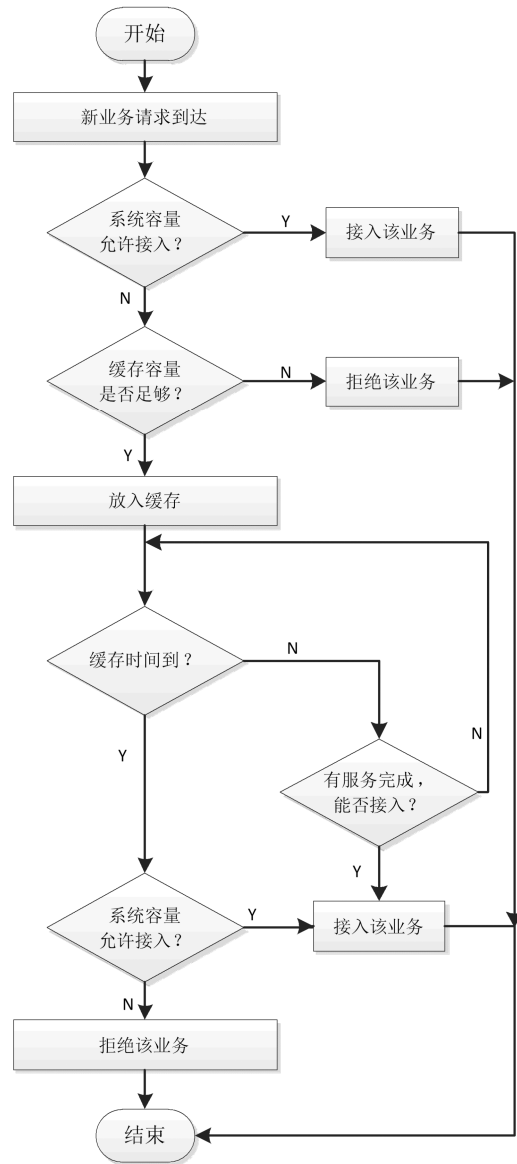 开始
新业务请求到达
系统容量
允许接入？
Y
接入该业务
N
缓存容量
是否足够？
N
拒绝该业务
Y
放入缓存
缓存时间到？
N
N
Y
有服务完成，
能否接入？
Y
系统容量
允许接入？
Y
接入该业务
N
拒绝该业务
结束